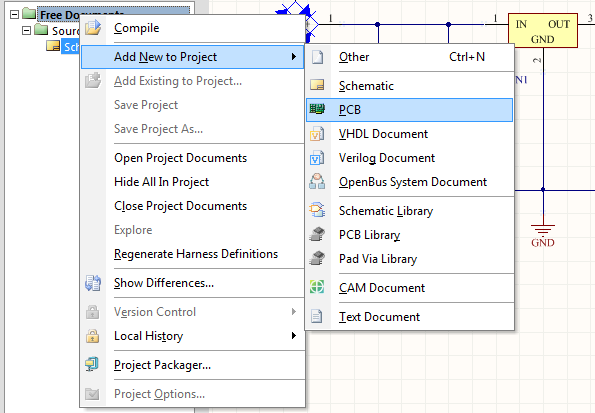 Free Documents
Sour
Sch
Compile
Add New to Project
Add Existing to Project...
Save Project
Save Project As...
Open Project Documents
Hide All In Project
Close Project Documents
Explore
Regenerate Harness Definitions
Show Differences...
Version Control
Local History
Project Packager...
Project Options...
Other Ctrl+N
Schematic
PCB
VHDL Document
Verilog Document
OpenBus System Document
Schematic Library
PCB Library
Pad Via Library
CAM Document
Text Document
1
1
IN OUT
GND
3
2
N1
GND